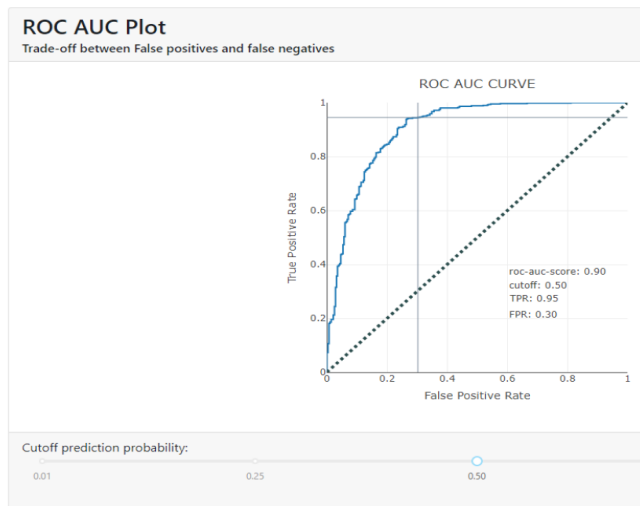 ROC AUC Plot
Trade-off between False positives and false negatives
ROC AUC CURVE
1
0.8
0.6
0.4
0.2
0
True Positive Rate
roc-auc-score: 0.90
cutoff: 0.50
TPR: 0.95
FPR: 0.30
0 0.2 0.4 0.6 0.8 1
False Positive Rate
Cutoff prediction probability:
0.01 0.25 0.50